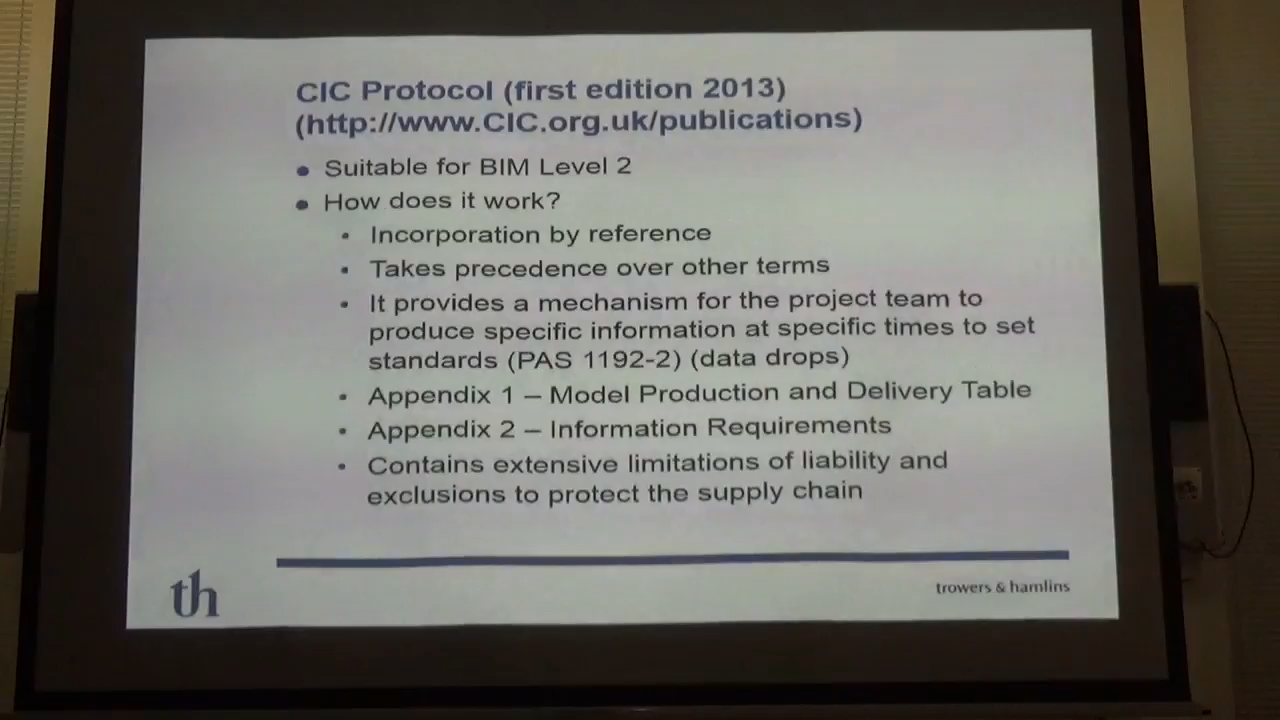 CIC Protocol (first edition 2013)
(http://www.CIC.org.uk/publications)
• Suitable for BIM Level 2
• How does it work?
• Incorporation by reference
• Takes precedence over other terms
• It provides a mechanism for the project team to
produce specific information at specific times to set
standards (PAS 1192-2) (data drops)
• Appendix 1 – Model Production and Delivery Table
• Appendix 2 – Information Requirements
• Contains extensive limitations of liability and
exclusions to protect the supply chain
th
trowers & hamlins